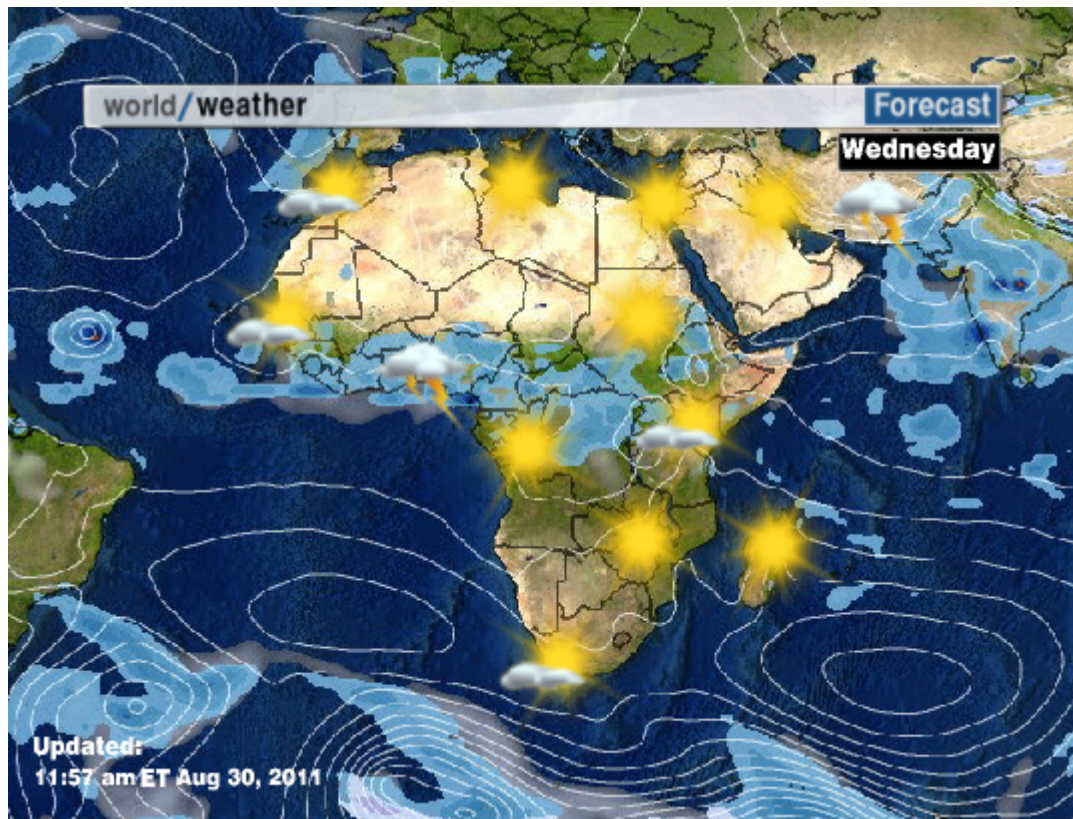 world/weather
Forecast
Wednesday
Updated:
11:57 am ET Aug 30, 2011